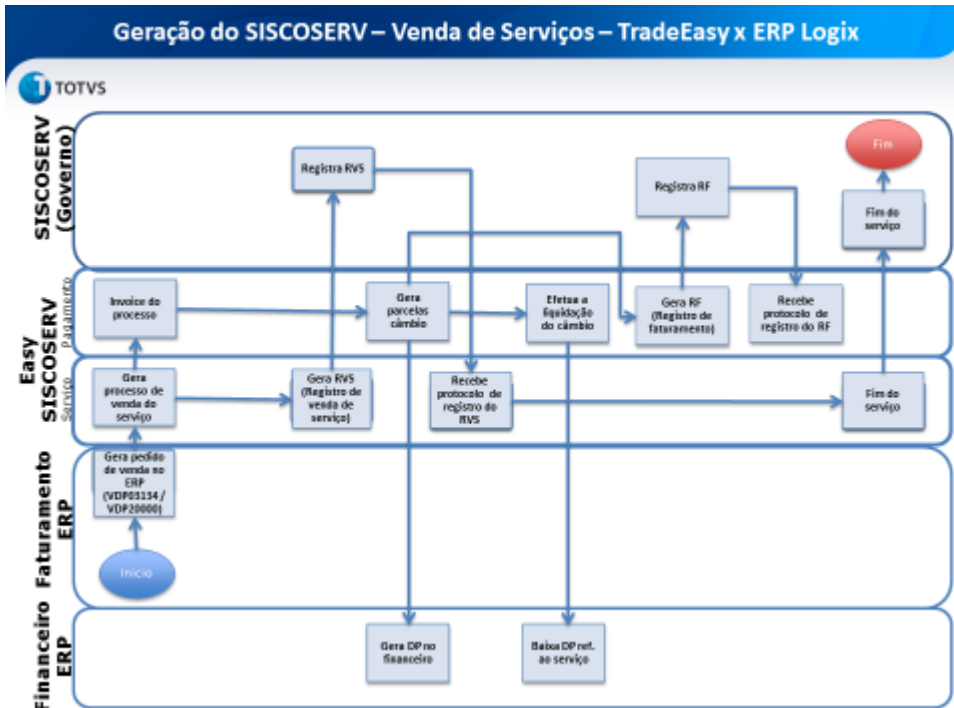 Geração do SISCOSERV – Venda de Serviços – TradeEasy x ERP Logix
TOTVS
SISCOSERV
(Governo)
Registra RVS
Registra RF
Fim
Fim do
serviço
Easy
SISCOSERV
Pagamento
Invoice do
processo
Gera
parcelas
câmbio
Efetua a
liquidação
do câmbio
Gera RF
(Registro de
faturamento)
Recebe
protocolo de
registro do RF
Serviço
Gera
processo de
venda do
serviço
Gera RVS
(Registro de
venda de
serviço)
Recebe
protocolo de
registro do
RVS
Fim do
serviço
Faturamento
ERP
Gera pedido
de venda no
ERP
(VDP03134 /
VDP20000)
Início
Financeiro
ERP
Gera DP no
financeiro
Baixa DP ref.
ao serviço